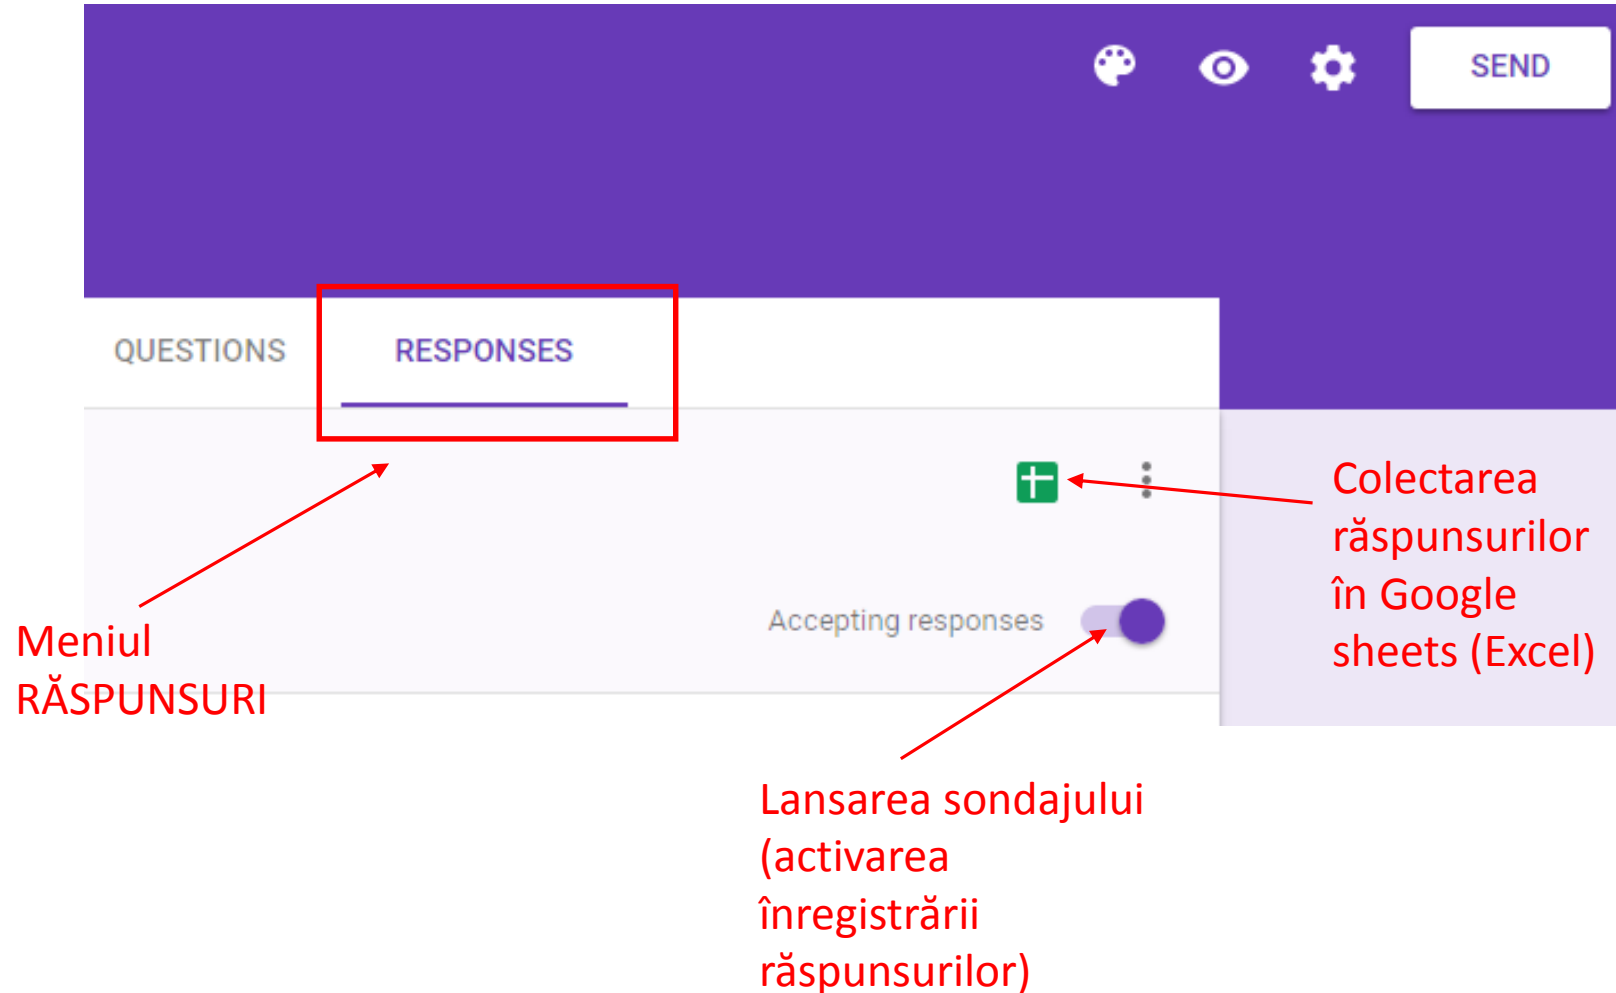 SEND
QUESTIONS
RESPONSES
Colectarea
răspunsurilor
în Google
sheets (Excel)
Accepting responses
Meniul
RĂSPUNSURI
Lansarea sondajului
(activarea
înregistrării
răspunsurilor)